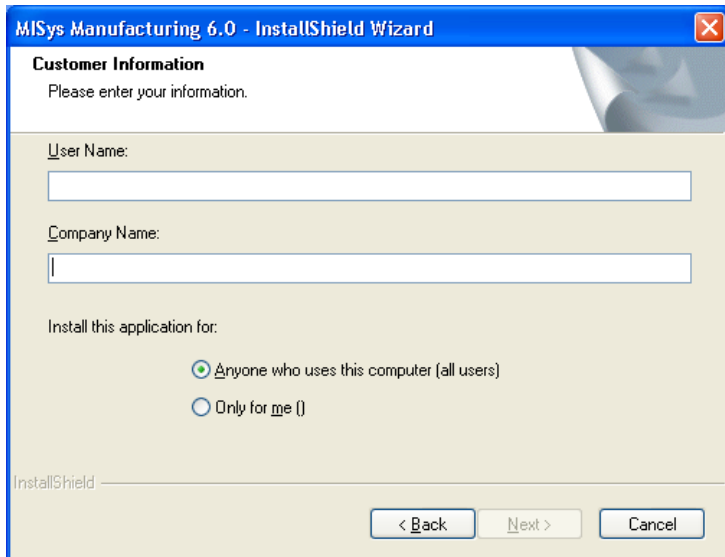 MISys Manufacturing 6.0 - InstallShield Wizard
Customer Information
Please enter your information.
User Name:
Company Name:
Install this application for:
Anyone who uses this computer (all users)
Only for me ()
InstallShield
< Back
Next >
Cancel